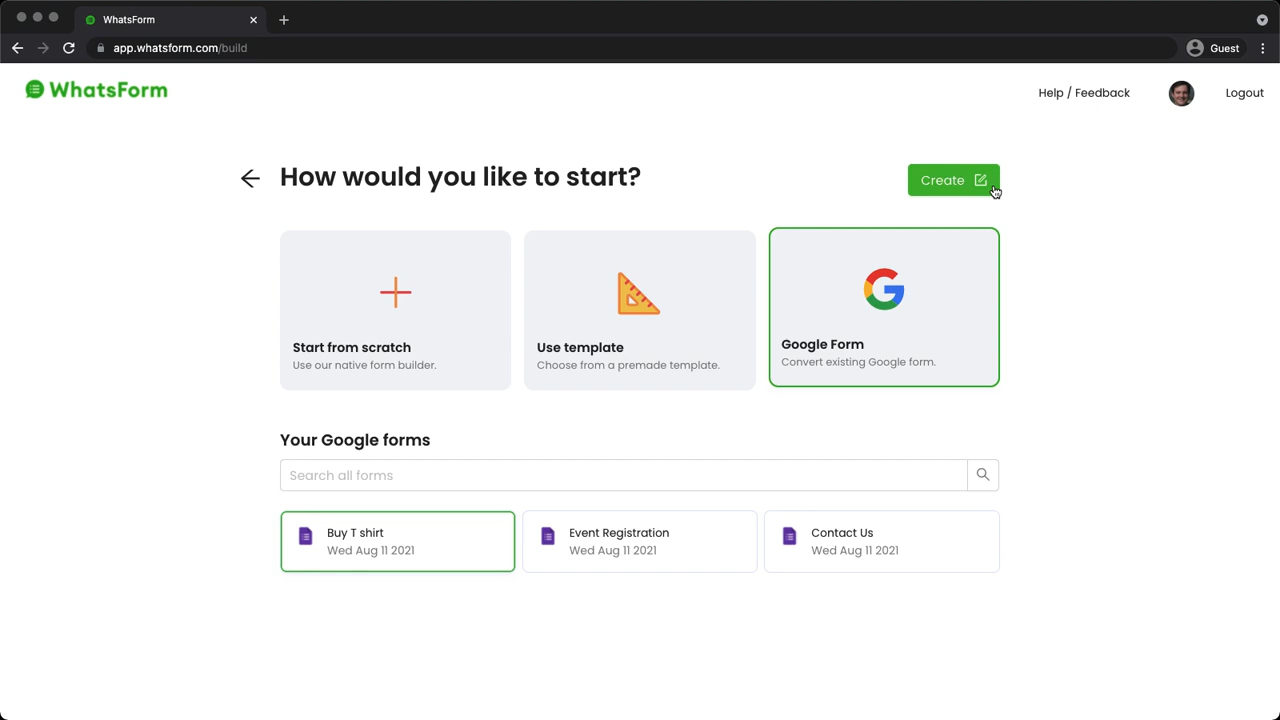 WhatsForm
app.whatsform.com/build
Guest
WhatsForm
Help / Feedback
Logout
How would you like to start?
Create
Start from scratch
Use our native form builder.
Use template
Choose from a premade template.
Google Form
Convert existing Google form.
Your Google forms
Search all forms
Buy T shirt
Wed Aug 11 2021
Event Registration
Wed Aug 11 2021
Contact Us
Wed Aug 11 2021